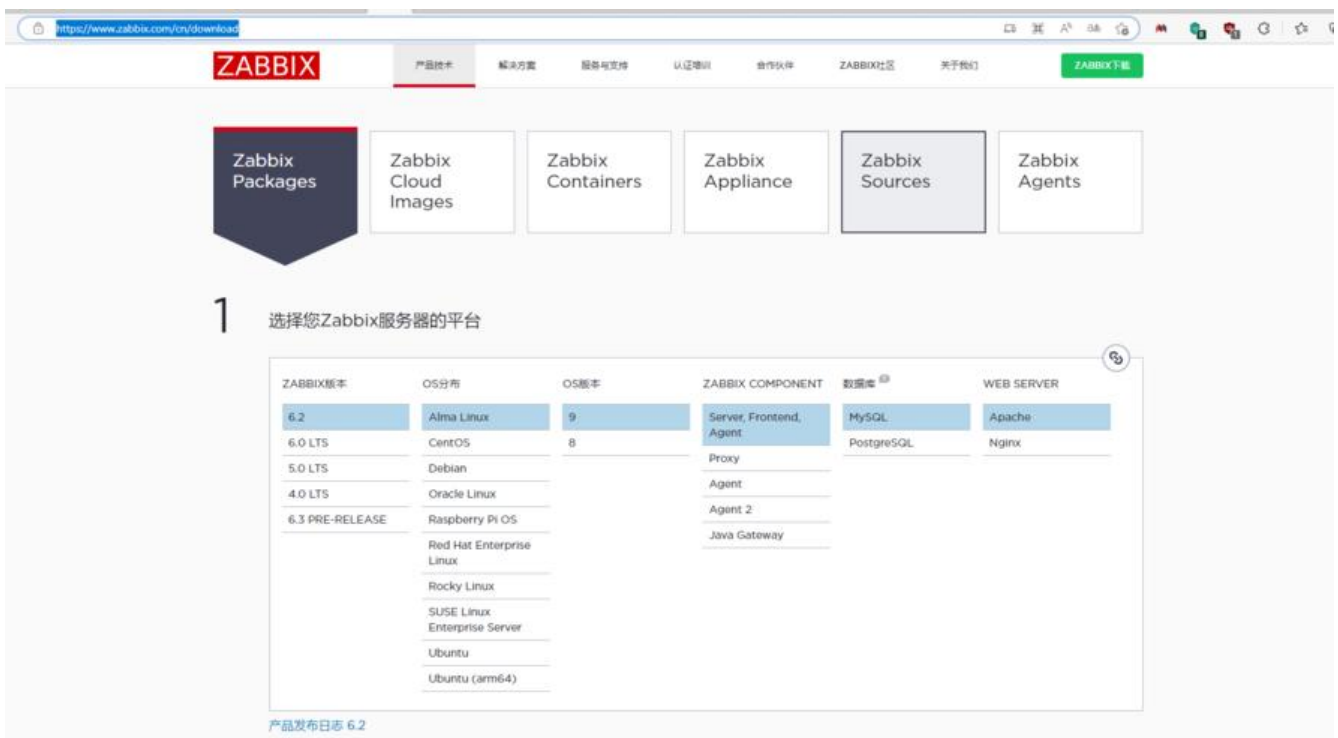 https://www.zabbix.com/cn/download
ZABBIX
产品技术
解决方案
服务与支持
认证培训
合作伙伴
ZABBIX社区
关于我们
ZABBIX下载
Zabbix
Packages
Zabbix
Cloud
Images
Zabbix
Containers
Zabbix
Appliance
Zabbix
Sources
Zabbix
Agents
1
选择您Zabbix服务器的平台
ZABBIX版本
OS分布
OS版本
ZABBIX COMPONENT
数据库
WEB SERVER
6.2
Alma Linux
9
Server, Frontend,
Agent
MySQL
Apache
6.0 LTS
CentOS
8
Proxy
PostgreSQL
Nginx
5.0 LTS
Debian
Agent
4.0 LTS
Oracle Linux
Agent 2
6.3 PRE-RELEASE
Raspberry Pi OS
Java Gateway
Red Hat Enterprise
Linux
Rocky Linux
SUSE Linux
Enterprise Server
Ubuntu
Ubuntu (arm64)
产品发布日志 6.2